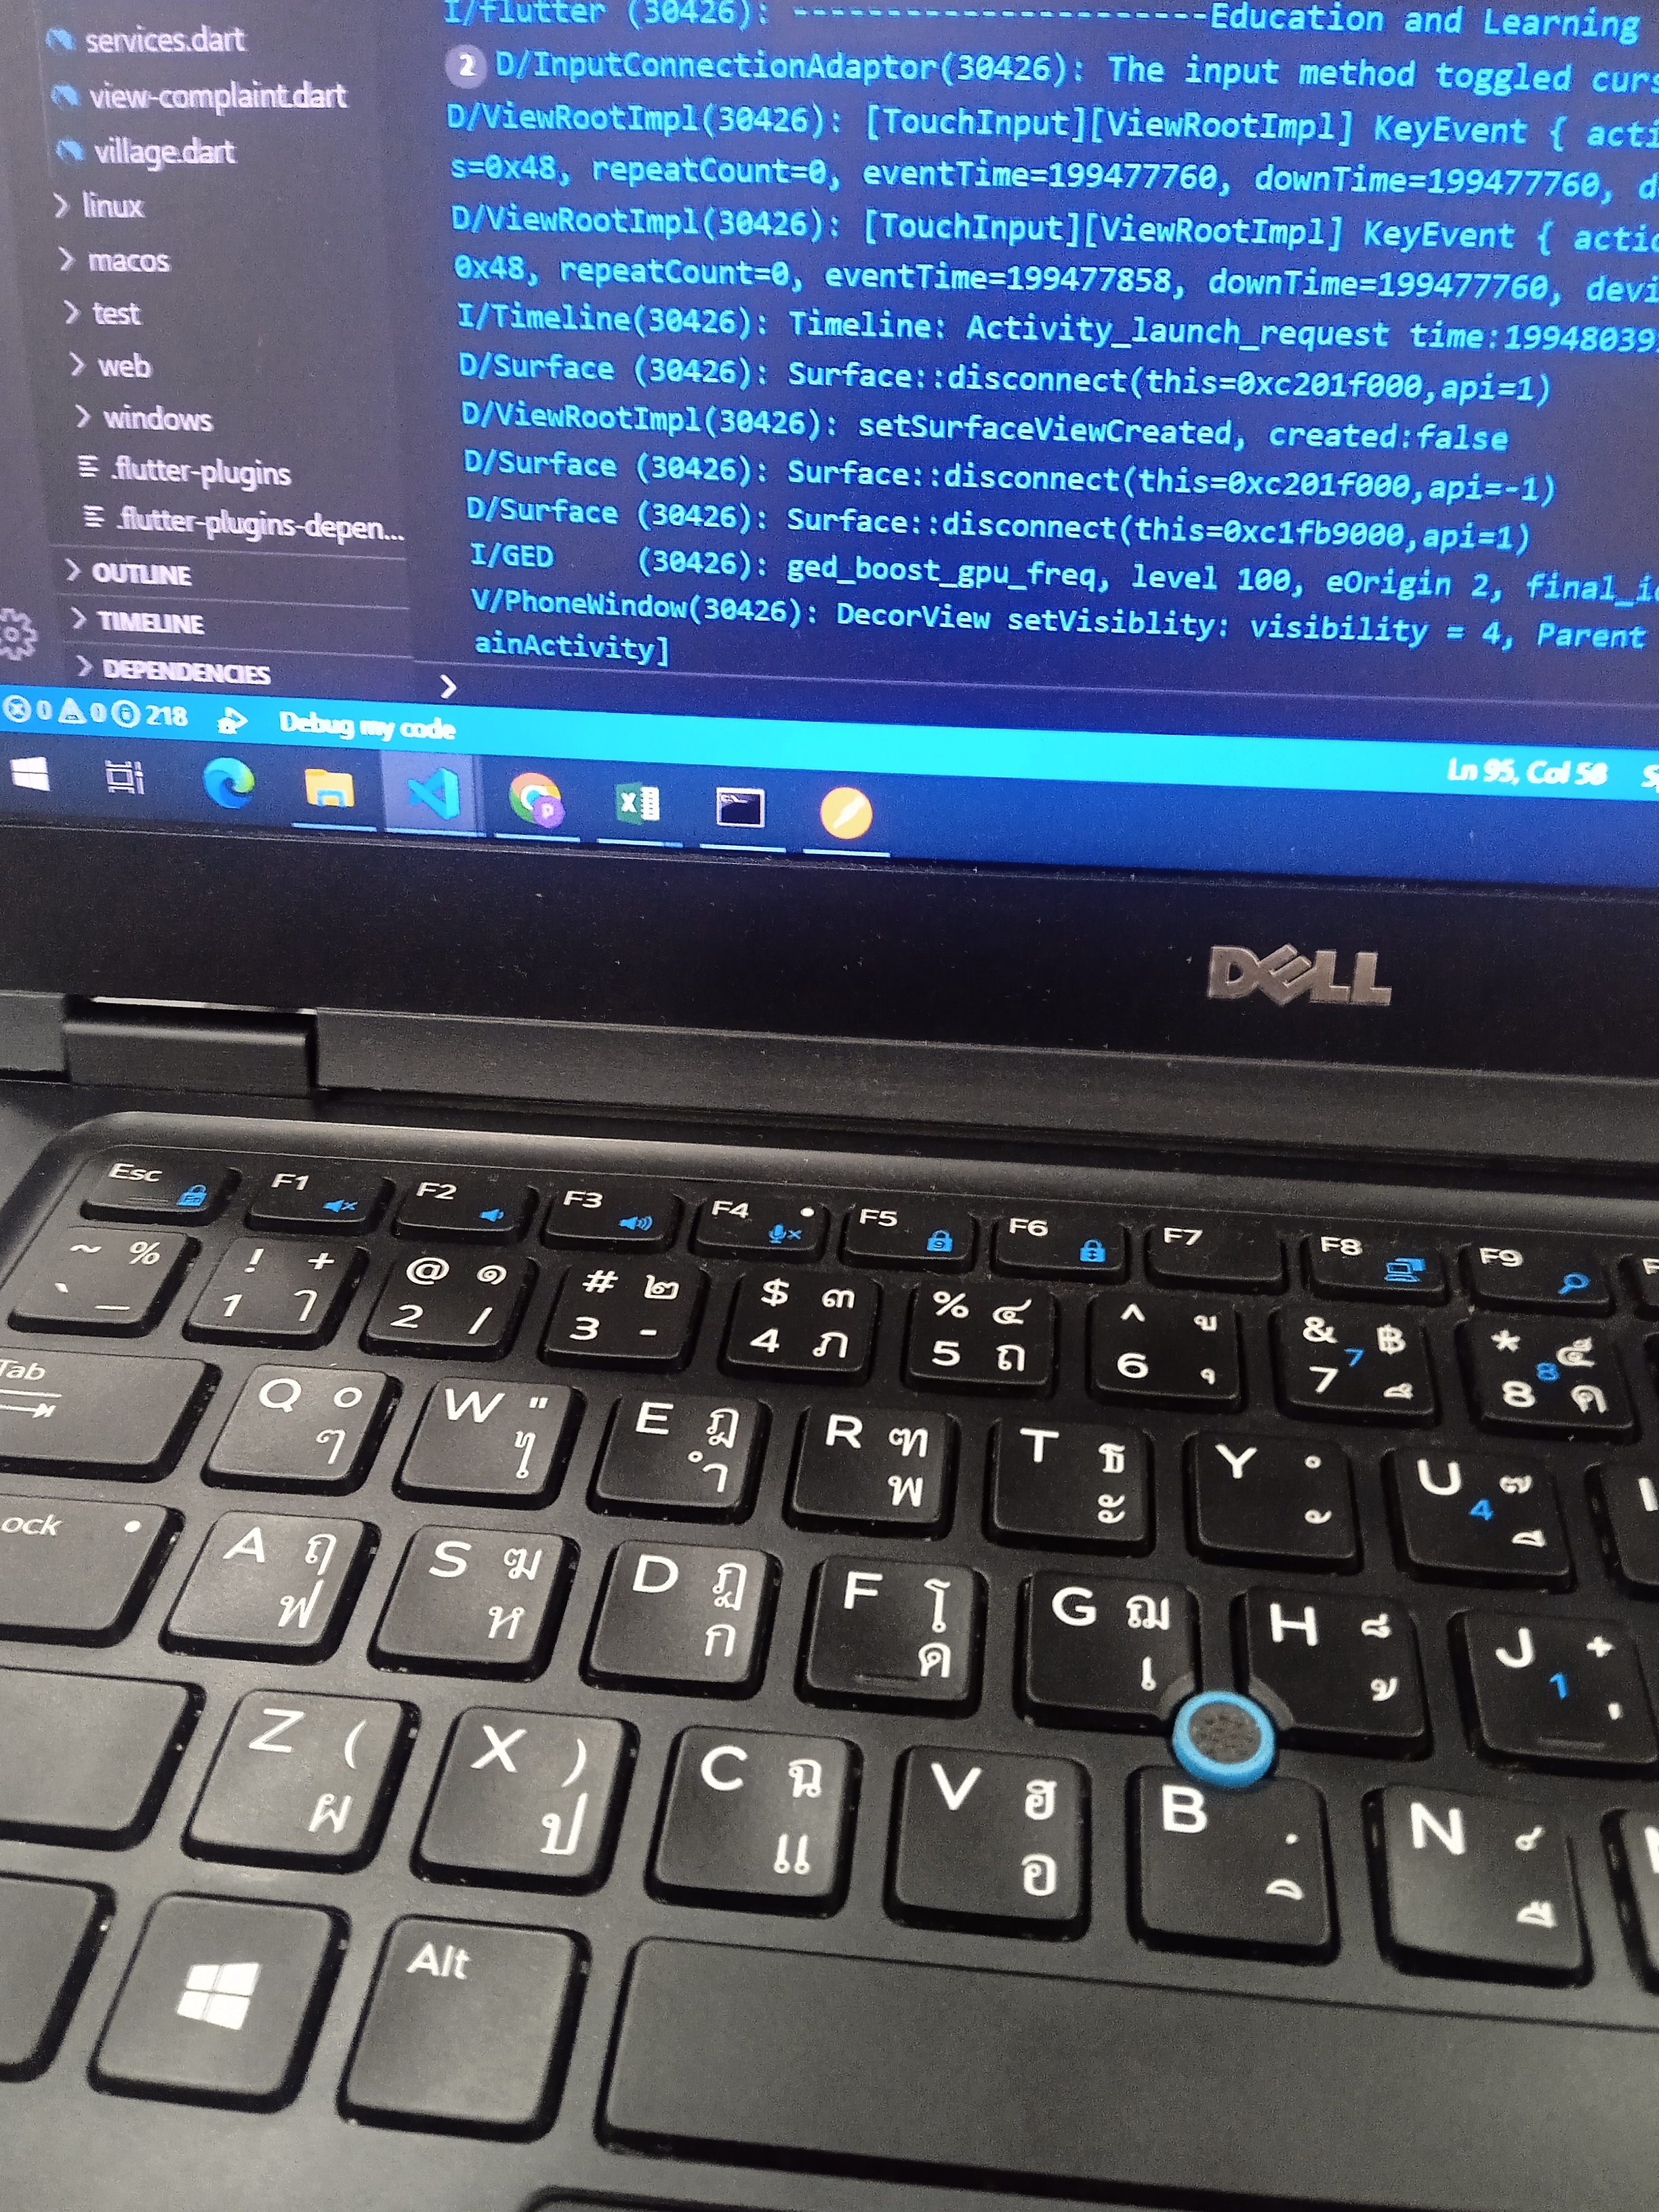 services.dart
view-complaint.dart
village.dart
linux
macos
test
web
windows
.flutter-plugins
.flutter-plugins-depen...
OUTLINE
TIMELINE
DEPENDENCIES
I/flutter (30426): -----------------------Education and Learning
2 D/InputConnectionAdaptor(30426): The input method toggled curs
D/ViewRootImpl(30426): [TouchInput][ViewRootImpl] KeyEvent { acti
s=0x48, repeatCount=0, eventTime=199477760, downTime=199477760, d
D/ViewRootImpl(30426): [TouchInput][ViewRootImpl] KeyEvent { actio
0x48, repeatCount=0, eventTime=199477858, downTime=199477760, devi
I/Timeline(30426): Timeline: Activity_launch_request time:19948039
D/Surface (30426): Surface::disconnect(this=0xc201f000,api=1)
D/ViewRootImpl(30426): setSurfaceViewCreated, created:false
D/Surface (30426): Surface::disconnect(this=0xc201f000,api=-1)
D/Surface (30426): Surface::disconnect(this=0xc1fb9000,api=1)
I/GED (30426): ged_boost_gpu_freq, level 100, eOrigin 2, final_i
V/PhoneWindow(30426): DecorView setVisiblity: visibility = 4, Parent
ainActivity]
0 0 218 Debug my code
Ln 95, Col 58
DELL
Esc F1 F2 F3 F4 F5 F6 F7 F8 F9
~ % ! + @ ๑ # ๒ $ ๓ % ๔ ^ ู & ฿ * ๕
` _ 1 ๅ 2 / 3 - 4 ภ 5 ถ 6 ุ 7 7 ึ 8 8 ค
Tab Q ๐ W " E ฎ R ฑ T ธ Y ํ U ๊
ๆ ไ ำ พ ะ ั 4 ี
ock A ฤ S ฆ D ฏ F โ G ฌ H ็ J ๋
ฟ ห ก ด เ ้ 1 ่
Z ( X ) C ฉ V ฮ B ฺ N ์
ผ ป แ อ ิ ื
Alt